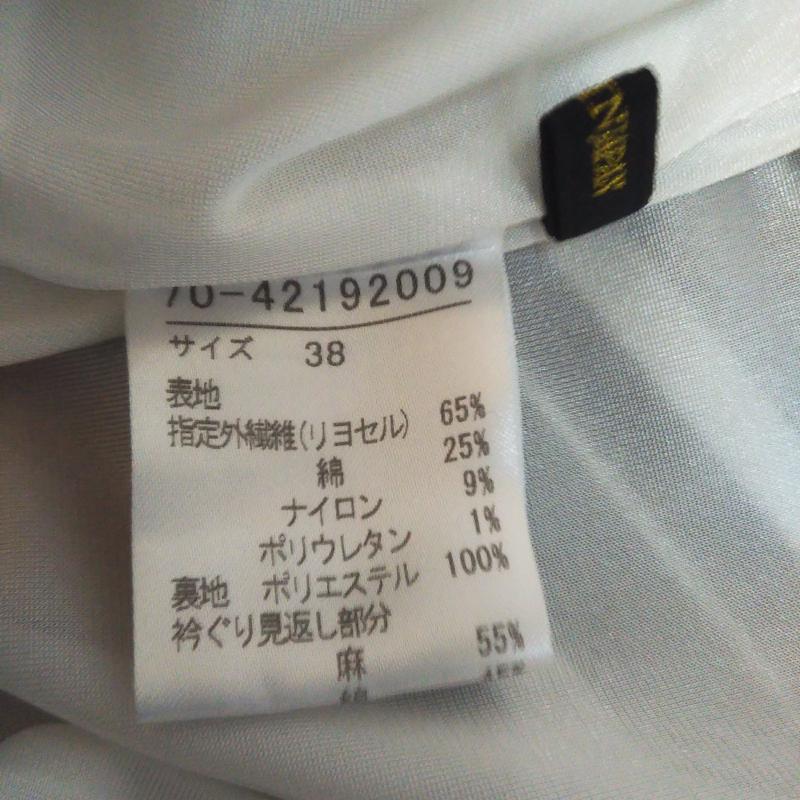 70-42192009
サイズ 38
表地
指定外繊維(リヨセル) 65%
綿 25%
ナイロン 9%
ポリウレタン 1%
裏地 ポリエステル 100%
衿ぐり見返し部分
麻 55%
綿 45%